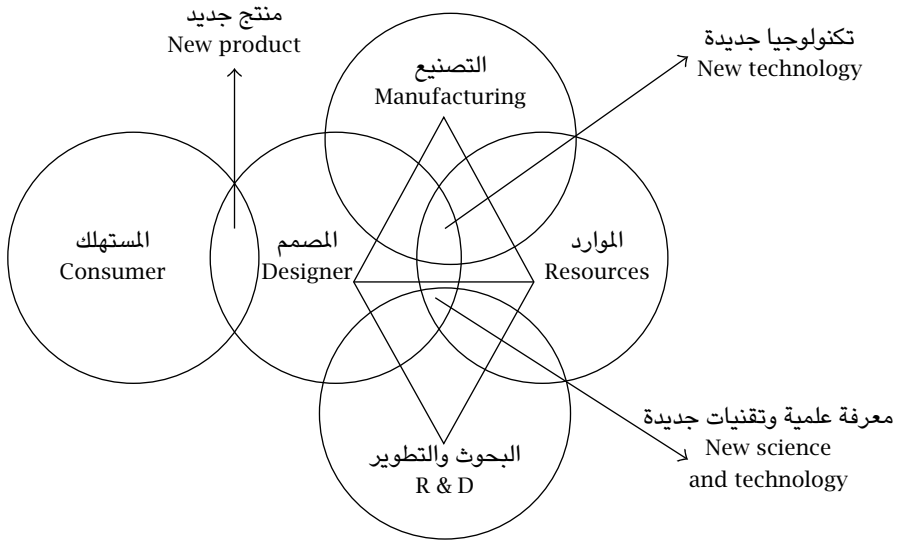 منتج جديد
New product
تكنولوجيا جديدة
New technology
التصنيع
Manufacturing
المستهلك
Consumer
المصمم
Designer
الموارد
Resources
معرفة علمية وتقنيات جديدة
New science
and technology
البحوث والتطوير
R & D